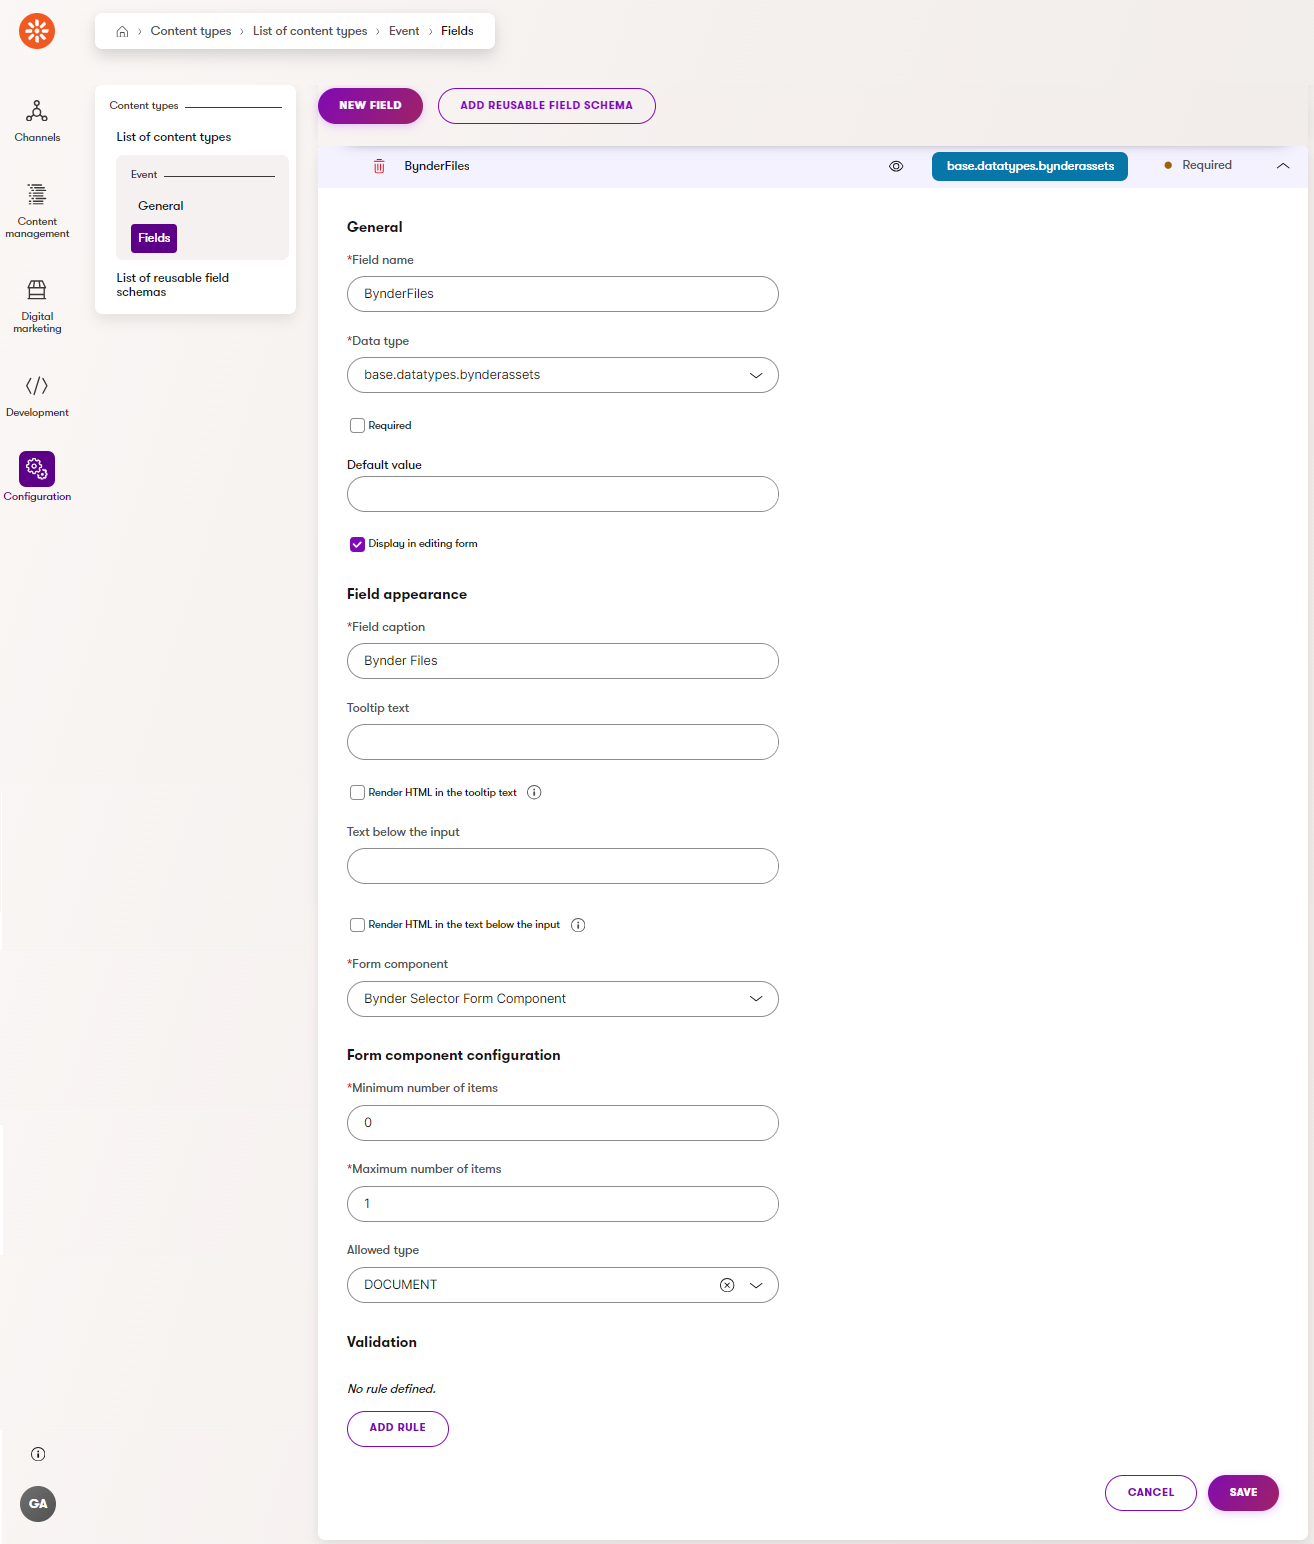 Content types › List of content types › Event › Fields
Channels
Content
management
Digital
marketing
Development
Configuration
GA
Content types
List of content types
Event
General
Fields
List of reusable field
schemas
NEW FIELD
ADD REUSABLE FIELD SCHEMA
BynderFiles
base.datatypes.bynderassets
Required
General
*Field name
BynderFiles
*Data type
base.datatypes.bynderassets
Required
Default value
Display in editing form
Field appearance
*Field caption
Bynder Files
Tooltip text
Render HTML in the tooltip text
Text below the input
Render HTML in the text below the input
*Form component
Bynder Selector Form Component
Form component configuration
*Minimum number of items
0
*Maximum number of items
1
Allowed type
DOCUMENT
Validation
No rule defined.
ADD RULE
CANCEL
SAVE